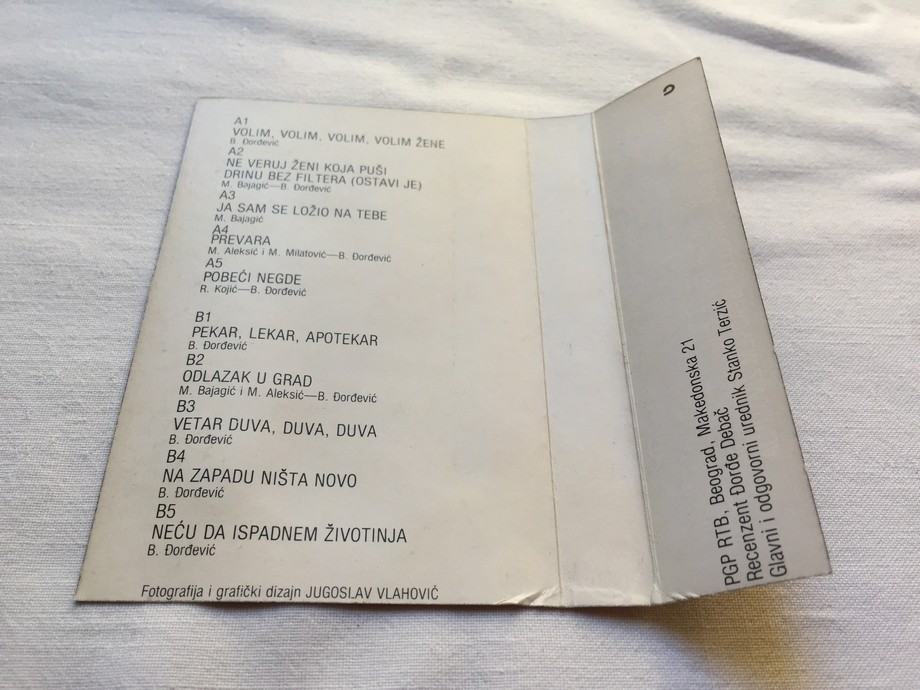 A1
VOLIM, VOLIM, VOLIM, VOLIM ŽENE
B. Đorđević
A2
NE VERUJ ŽENI KOJA PUŠI
DRINU BEZ FILTERA (OSTAVI JE)
M. Bajagić—B. Đorđević
A3
JA SAM SE LOŽIO NA TEBE
M. Bajagić
A4
PREVARA
M. Aleksić i M. Milatović—B. Đorđević
A5
POBEĆI NEGDE
R. Kojić—B. Đorđević
B1
PEKAR, LEKAR, APOTEKAR
B. Đorđević
B2
ODLAZAK U GRAD
M. Bajagić i M. Aleksić—B. Đorđević
B3
VETAR DUVA, DUVA, DUVA
B. Đorđević
B4
NA ZAPADU NIŠTA NOVO
B. Đorđević
B5
NEĆU DA ISPADNEM ŽIVOTINJA
B. Đorđević
Fotografija i grafički dizajn JUGOSLAV VLAHOVIĆ
PGP RTB, Beograd, Makedonska 21
Recenzent Đorđe Debač
Glavni i odgovorni urednik Stanko Terzić